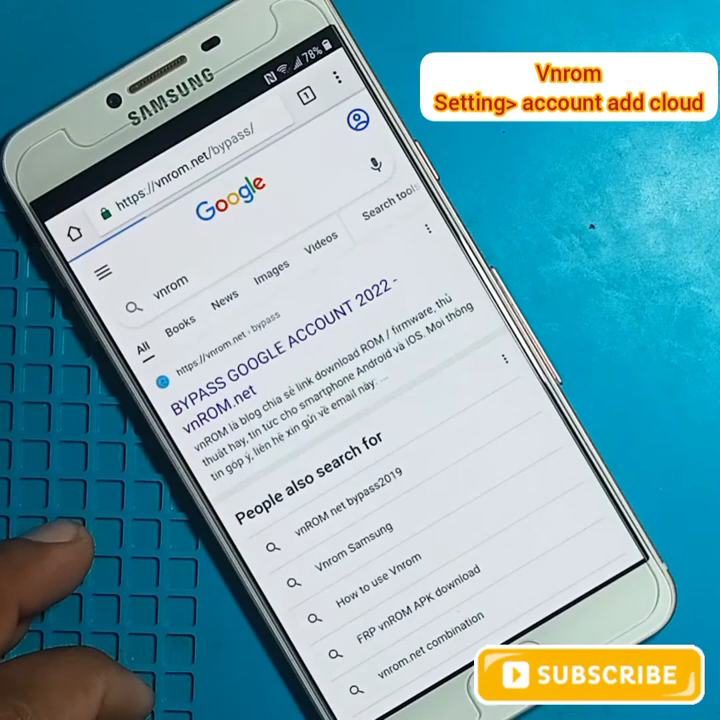 Vnrom
Setting> account add cloud
SAMSUNG
78%
https://vnrom.net/bypass/
1
Google
vnrom
All Books News Images Videos Search tools
https://vnrom.net › bypass
BYPASS GOOGLE ACCOUNT 2022 -
vnROM.net
vnROM là blog chia sẻ link download ROM / firmware, thủ
thuật hay, tin tức cho smartphone Android và iOS. Mọi thông
tin góp ý, liên hệ xin gửi về email này. ...
People also search for
vnROM net bypass2019
Vnrom Samsung
How to use Vnrom
FRP vnROM APK download
vnrom.net combination
SUBSCRIBE